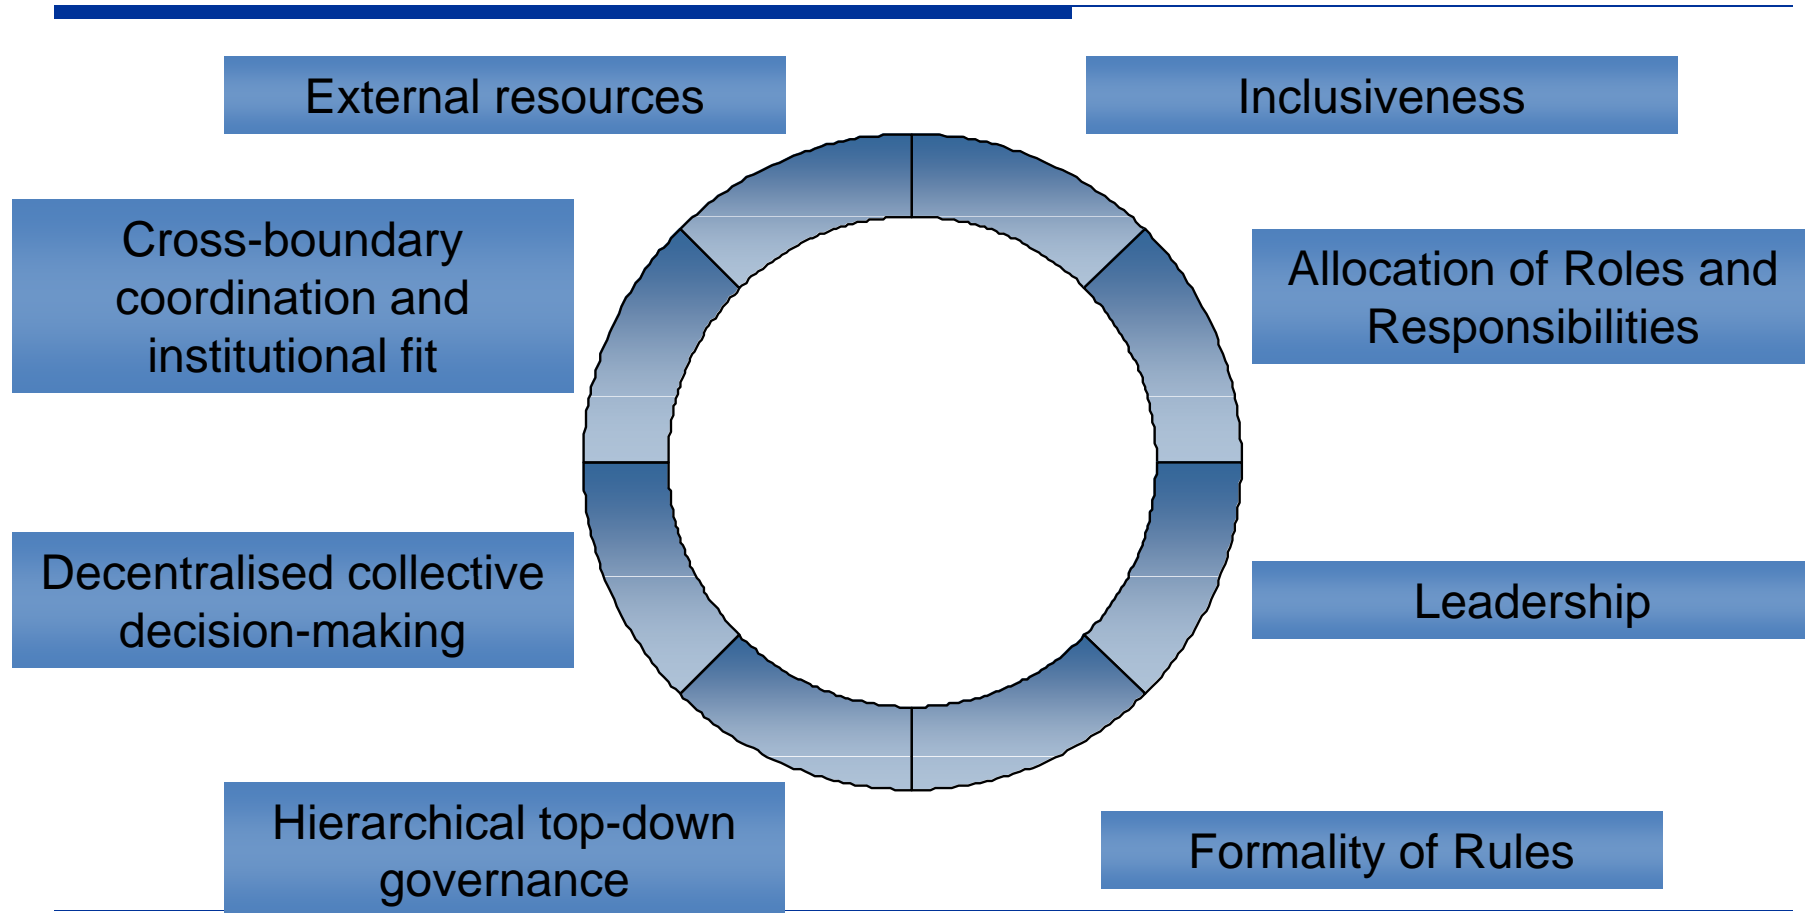 External resources
Inclusiveness
Cross-boundary
coordination and
institutional fit
Allocation of Roles and
Responsibilities
Decentralised collective
decision-making
Leadership
Hierarchical top-down
governance
Formality of Rules